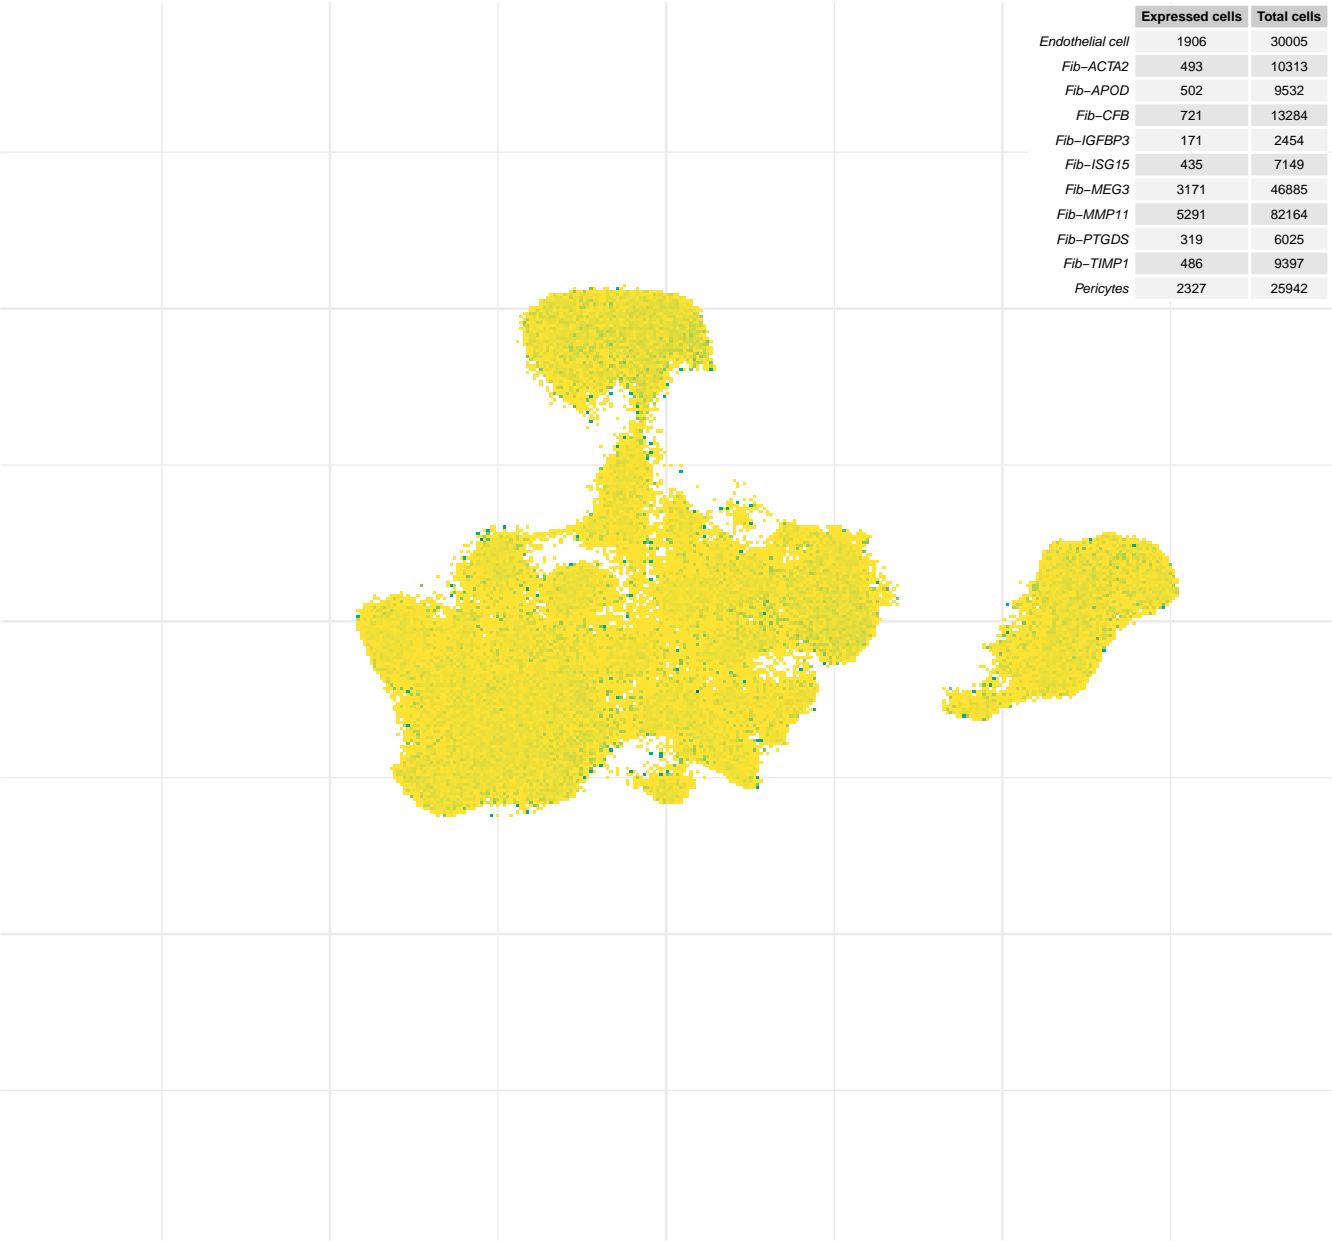 Expressed cells Total cells
Endothelial cell 1906 30005
Fib−ACTA2 493 10313
Fib−APOD 502 9532
Fib−CFB 721 13284
Fib−IGFBP3 171 2454
Fib−ISG15 435 7149
Fib−MEG3 3171 46885
Fib−MMP11 5291 82164
Fib−PTGDS 319 6025
Fib−TIMP1 486 9397
Pericytes 2327 25942